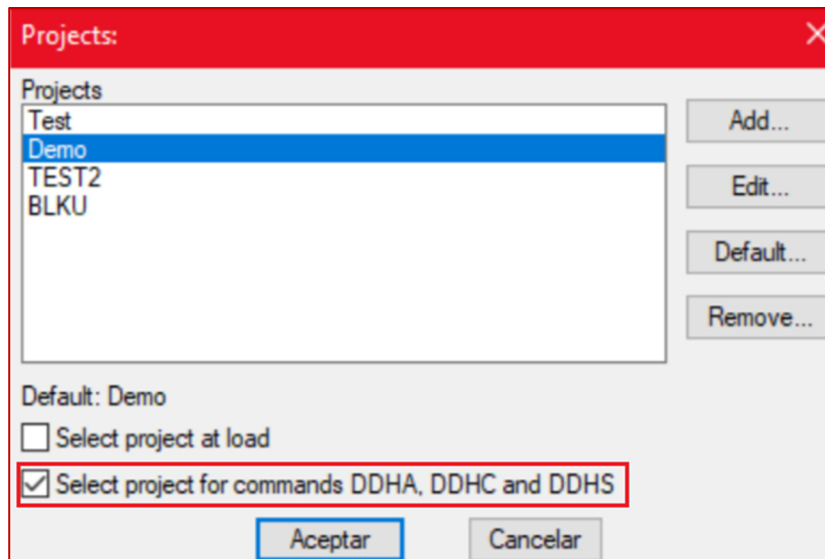 Projects:
Projects
Test
Demo
TEST2
BLKU
Add...
Edit...
Default...
Remove...
Default: Demo
Select project at load
Select project for commands DDHA, DDHC and DDHS
Aceptar
Cancelar